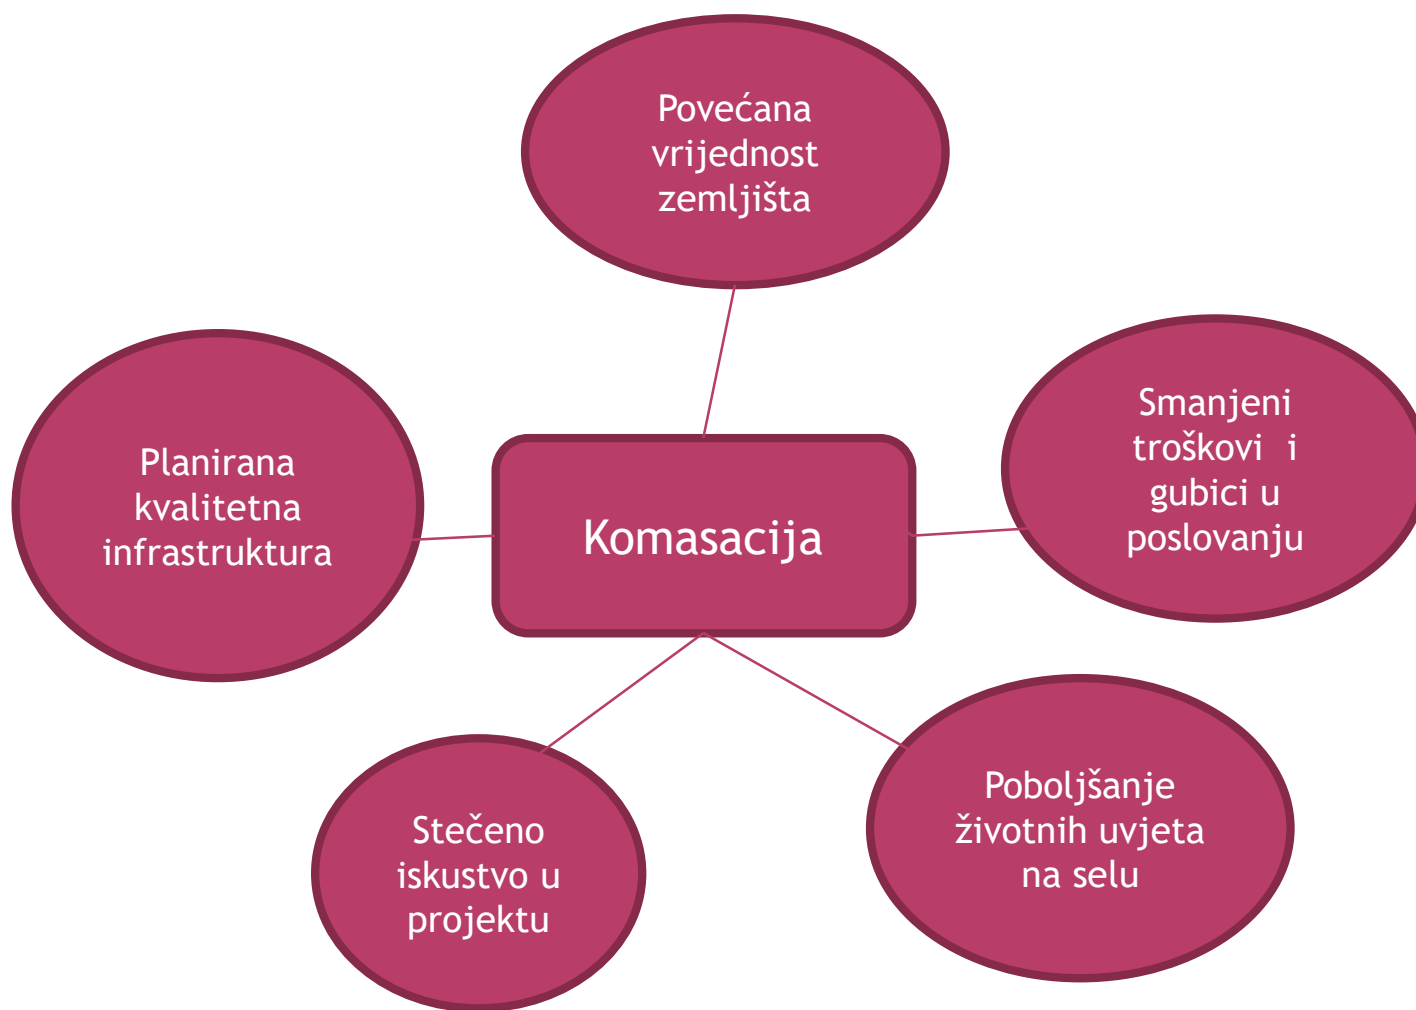 Povećana
vrijednost
zemljišta
Smanjeni
troškovi i
gubici u
poslovanju
Planirana
kvalitetna
infrastruktura
Komasacija
Poboljšanje
životnih uvjeta
na selu
Stečeno
iskustvo u
projektu